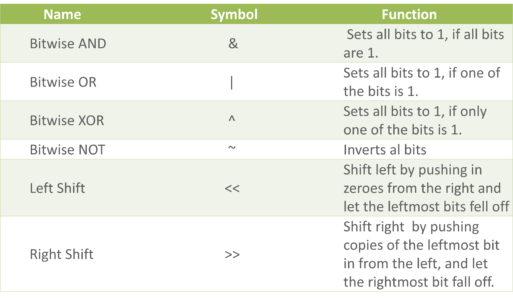 Name Symbol Function
Bitwise AND & Sets all bits to 1, if all bits
are 1.
Bitwise OR | Sets all bits to 1, if one of
the bits is 1.
Bitwise XOR ^ Sets all bits to 1, if only
one of the bits is 1.
Bitwise NOT ~ Inverts al bits
Left Shift << Shift left by pushing in
zeroes from the right and
let the leftmost bits fell off
Right Shift >> Shift right by pushing
copies of the leftmost bit
in from the left, and let
the rightmost bit fall off.